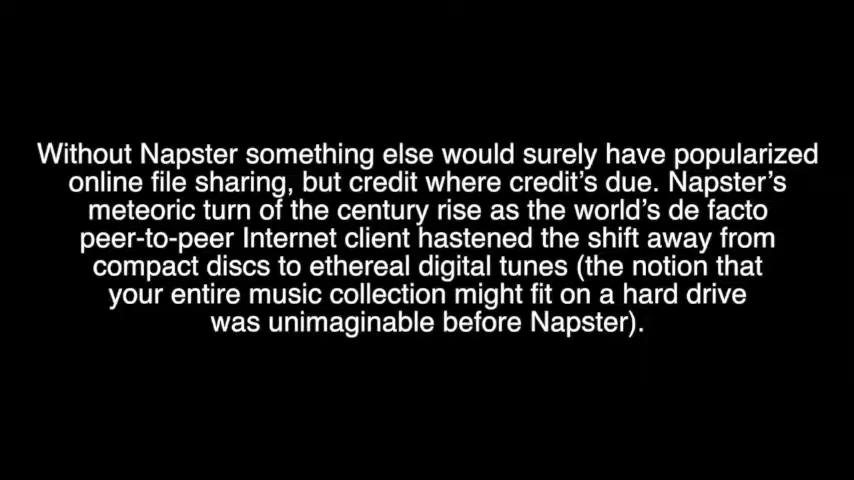 Without Napster something else would surely have popularized
online file sharing, but credit where credit's due. Napster's
meteoric turn of the century rise as the world's de facto
peer-to-peer Internet client hastened the shift away from
compact discs to ethereal digital tunes (the notion that
your entire music collection might fit on a hard drive
was unimaginable before Napster).